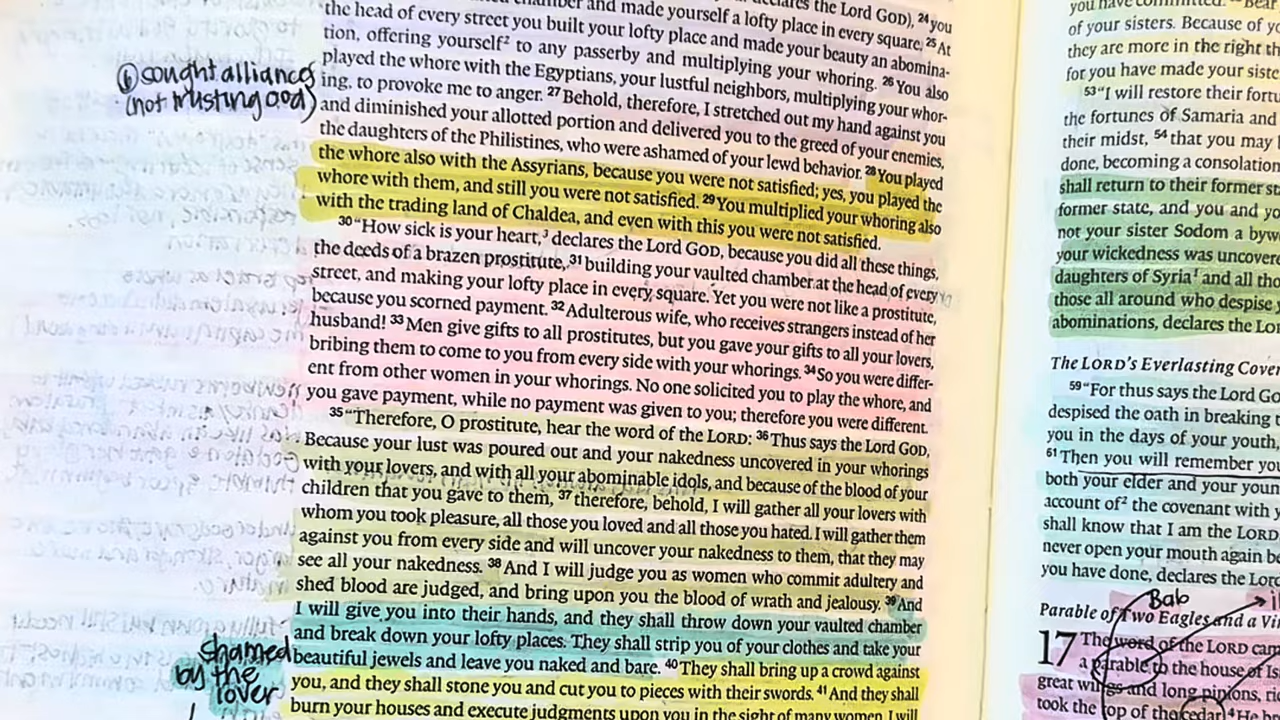 the head of every street you built your lofty place and made your beauty an abomina-
tion, offering yourself² to any passerby and multiplying your whoring. ²⁶ You also
played the whore with the Egyptians, your lustful neighbors, multiplying your whor-
ing, to provoke me to anger. ²⁷ Behold, therefore, I stretched out my hand against you
and diminished your allotted portion and delivered you to the greed of your enemies,
the daughters of the Philistines, who were ashamed of your lewd behavior. ²⁸ You played
the whore also with the Assyrians, because you were not satisfied; yes, you played the
whore with them, and still you were not satisfied. ²⁹ You multiplied your whoring also
with the trading land of Chaldea, and even with this you were not satisfied.
³⁰ “How sick is your heart,³ declares the Lord GOD, because you did all these things,
the deeds of a brazen prostitute, ³¹ building your vaulted chamber at the head of every
street, and making your lofty place in every square. Yet you were not like a prostitute,
because you scorned payment. ³² Adulterous wife, who receives strangers instead of her
husband! ³³ Men give gifts to all prostitutes, but you gave your gifts to all your lovers,
bribing them to come to you from every side with your whorings. ³⁴ So you were differ-
ent from other women in your whorings. No one solicited you to play the whore, and
you gave payment, while no payment was given to you; therefore you were different.
³⁵ “Therefore, O prostitute, hear the word of the LORD: ³⁶ Thus says the Lord GOD,
Because your lust was poured out and your nakedness uncovered in your whorings
with your lovers, and with all your abominable idols, and because of the blood of your
children that you gave to them, ³⁷ therefore, behold, I will gather all your lovers with
whom you took pleasure, all those you loved and all those you hated. I will gather them
against you from every side and will uncover your nakedness to them, that they may
see all your nakedness. ³⁸ And I will judge you as women who commit adultery and
shed blood are judged, and bring upon you the blood of wrath and jealousy. ³⁹ And
I will give you into their hands, and they shall throw down your vaulted chamber
and break down your lofty places. They shall strip you of your clothes and take your
beautiful jewels and leave you naked and bare. ⁴⁰ They shall bring up a crowd against
you, and they shall stone you and cut you to pieces with their swords. ⁴¹ And they shall
burn your houses and execute judgments upon you in the sight of many women. I will
⑥ sought alliances
(not trusting God)
shamed
by the
lover
of your sisters. Because of
they are more in the right
for you have made your
⁵³ “I will restore their
the fortunes of Samaria and
their midst, ⁵⁴ that you may
done, becoming a consolation
shall return to their former
former state, and you and
not your sister Sodom a
your wickedness was
daughters of Syria¹ and all
those all around who despise
abominations, declares the
The LORD’s Everlasting
⁵⁹ “For thus says the Lord
despised the oath in breaking
you in the days of your youth,
⁶¹ Then you will remember
both your elder and your
account of² the covenant with
shall know that I am the LORD
never open your mouth again
you have done, declares the
Bab
Parable of Two Eagles and a
17 The word of the LORD
a parable to the house of
great wings and long pinions,
took the top of the cedar. ⁴ He